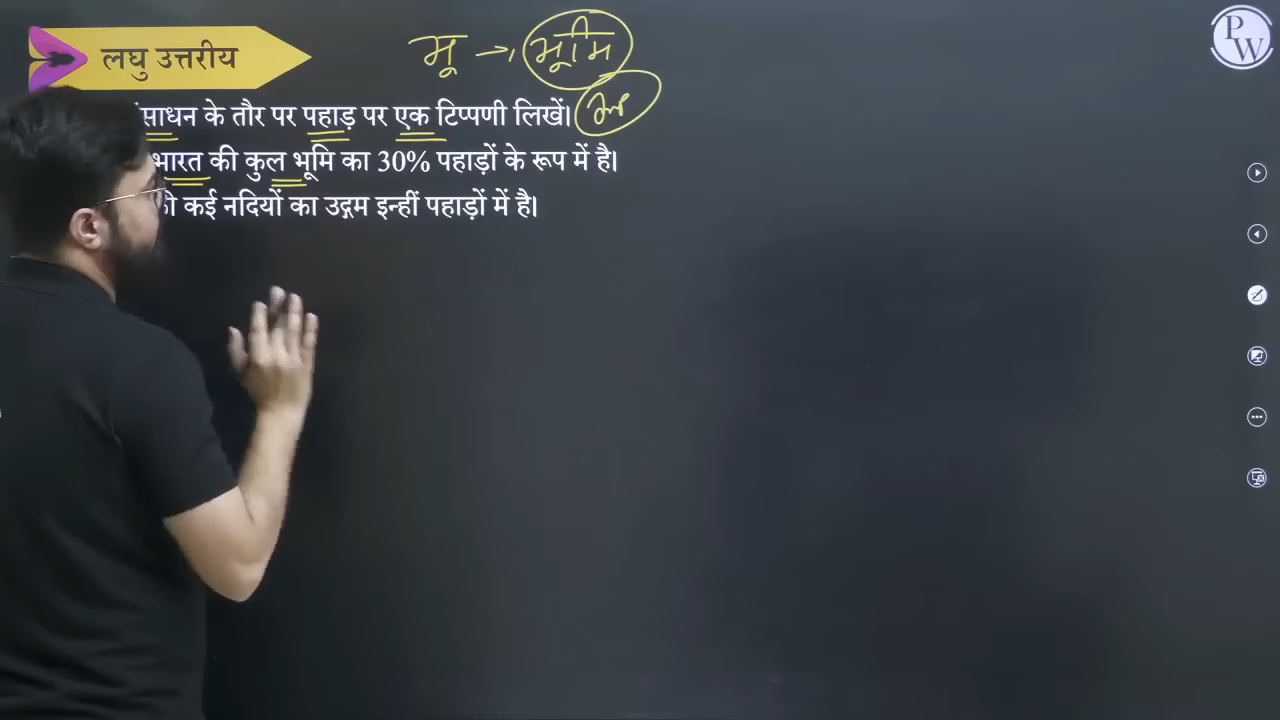 लघु उत्तरीय
भू → भूमि
PW
साधन के तौर पर पहाड़ पर एक टिप्पणी लिखें।
भारत की कुल भूमि का 30% पहाड़ों के रूप में है।
कई नदियों का उद्गम इन्हीं पहाड़ों में है।